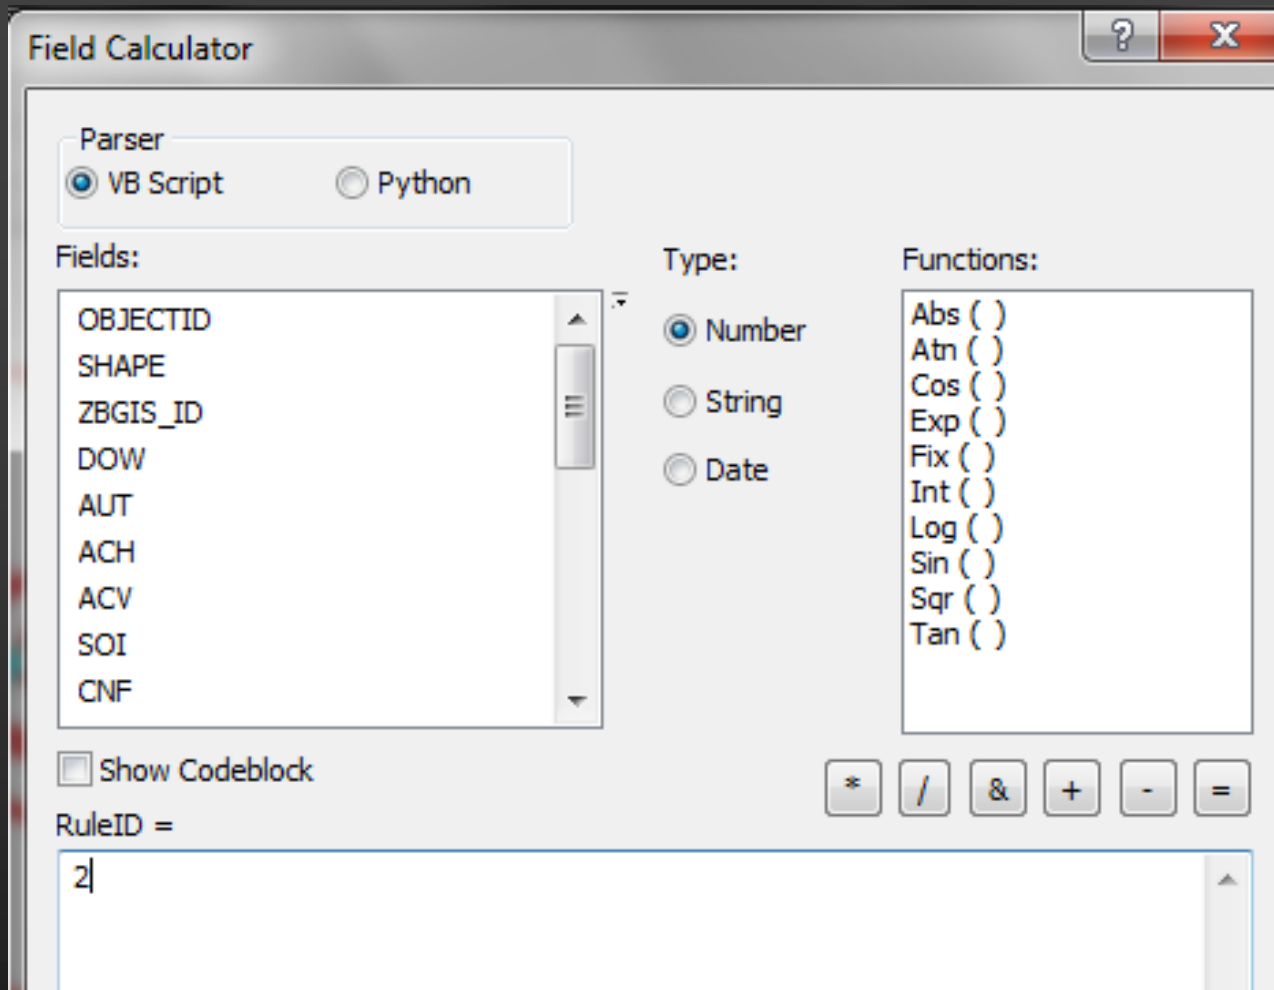 Field Calculator
?
X
Parser
VB Script
Python
Fields:
OBJECTID
SHAPE
ZBGIS_ID
DOW
AUT
ACH
ACV
SOI
CNF
Type:
Number
String
Date
Functions:
Abs ( )
Atn ( )
Cos ( )
Exp ( )
Fix ( )
Int ( )
Log ( )
Sin ( )
Sqr ( )
Tan ( )
Show Codeblock
* / & + - =
RuleID =
2